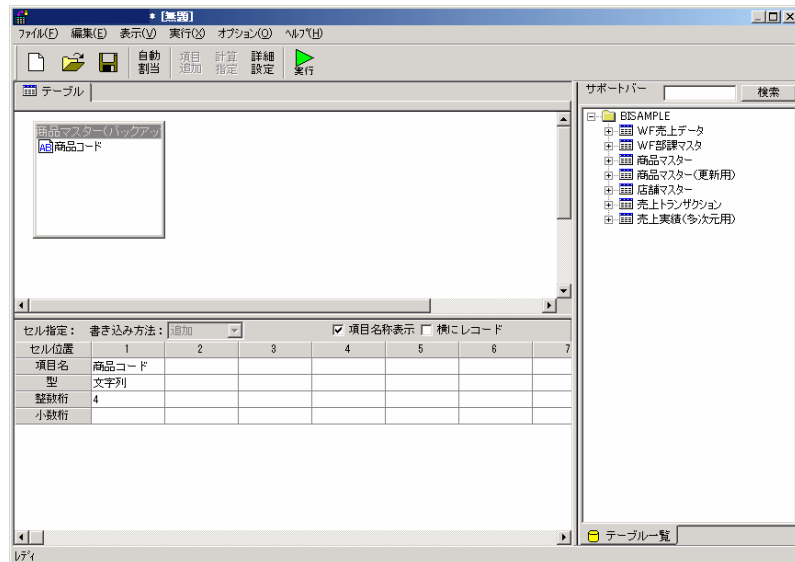 * [無題]
ファイル(F) 編集(E) 表示(V) 実行(X) オプション(O) ヘルプ(H)
自動割当 項目追加 計算指定 詳細設定 実行
テーブル
商品マスター(バックアッ
AB 商品コード
セル指定： 書き込み方法： 追加 項目名称表示 横にレコード
セル位置 1 2 3 4 5 6 7
項目名 商品コード
型 文字列
整数桁 4
小数桁
サポートバー 検索
BISAMPLE
WF売上データ
WF部課マスタ
商品マスター
商品マスター(更新用)
店舗マスター
売上トランザクション
売上実績(多次元用)
テーブル一覧
レディ